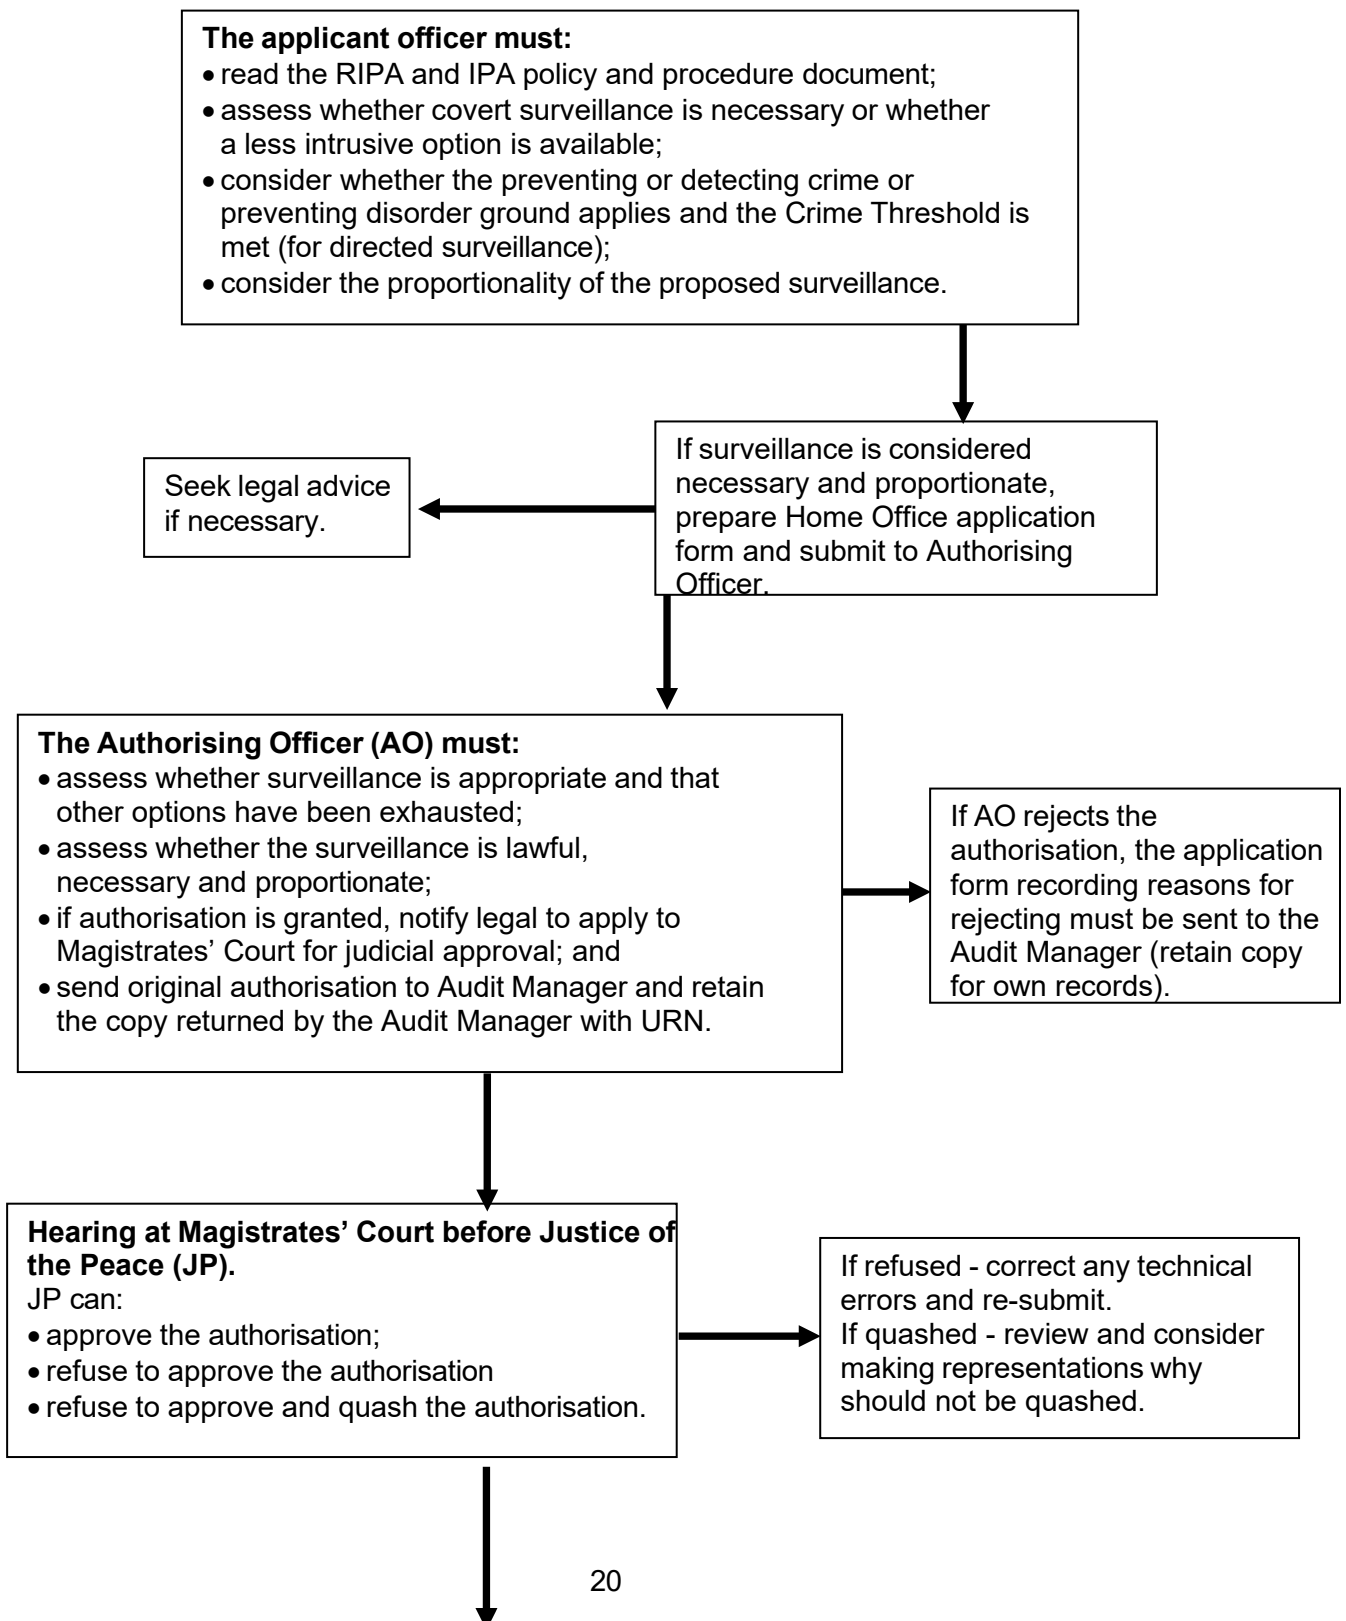 The applicant officer must:
• read the RIPA and IPA policy and procedure document;
• assess whether covert surveillance is necessary or whether
a less intrusive option is available;
• consider whether the preventing or detecting crime or
preventing disorder ground applies and the Crime Threshold is
met (for directed surveillance);
• consider the proportionality of the proposed surveillance.
Seek legal advice
if necessary.
If surveillance is considered
necessary and proportionate,
prepare Home Office application
form and submit to Authorising
Officer.
The Authorising Officer (AO) must:
• assess whether surveillance is appropriate and that
other options have been exhausted;
• assess whether the surveillance is lawful,
necessary and proportionate;
• if authorisation is granted, notify legal to apply to
Magistrates’ Court for judicial approval; and
• send original authorisation to Audit Manager and retain
the copy returned by the Audit Manager with URN.
If AO rejects the
authorisation, the application
form recording reasons for
rejecting must be sent to the
Audit Manager (retain copy
for own records).
Hearing at Magistrates’ Court before Justice of
the Peace (JP).
JP can:
• approve the authorisation;
• refuse to approve the authorisation
• refuse to approve and quash the authorisation.
If refused - correct any technical
errors and re-submit.
If quashed - review and consider
making representations why
should not be quashed.
20